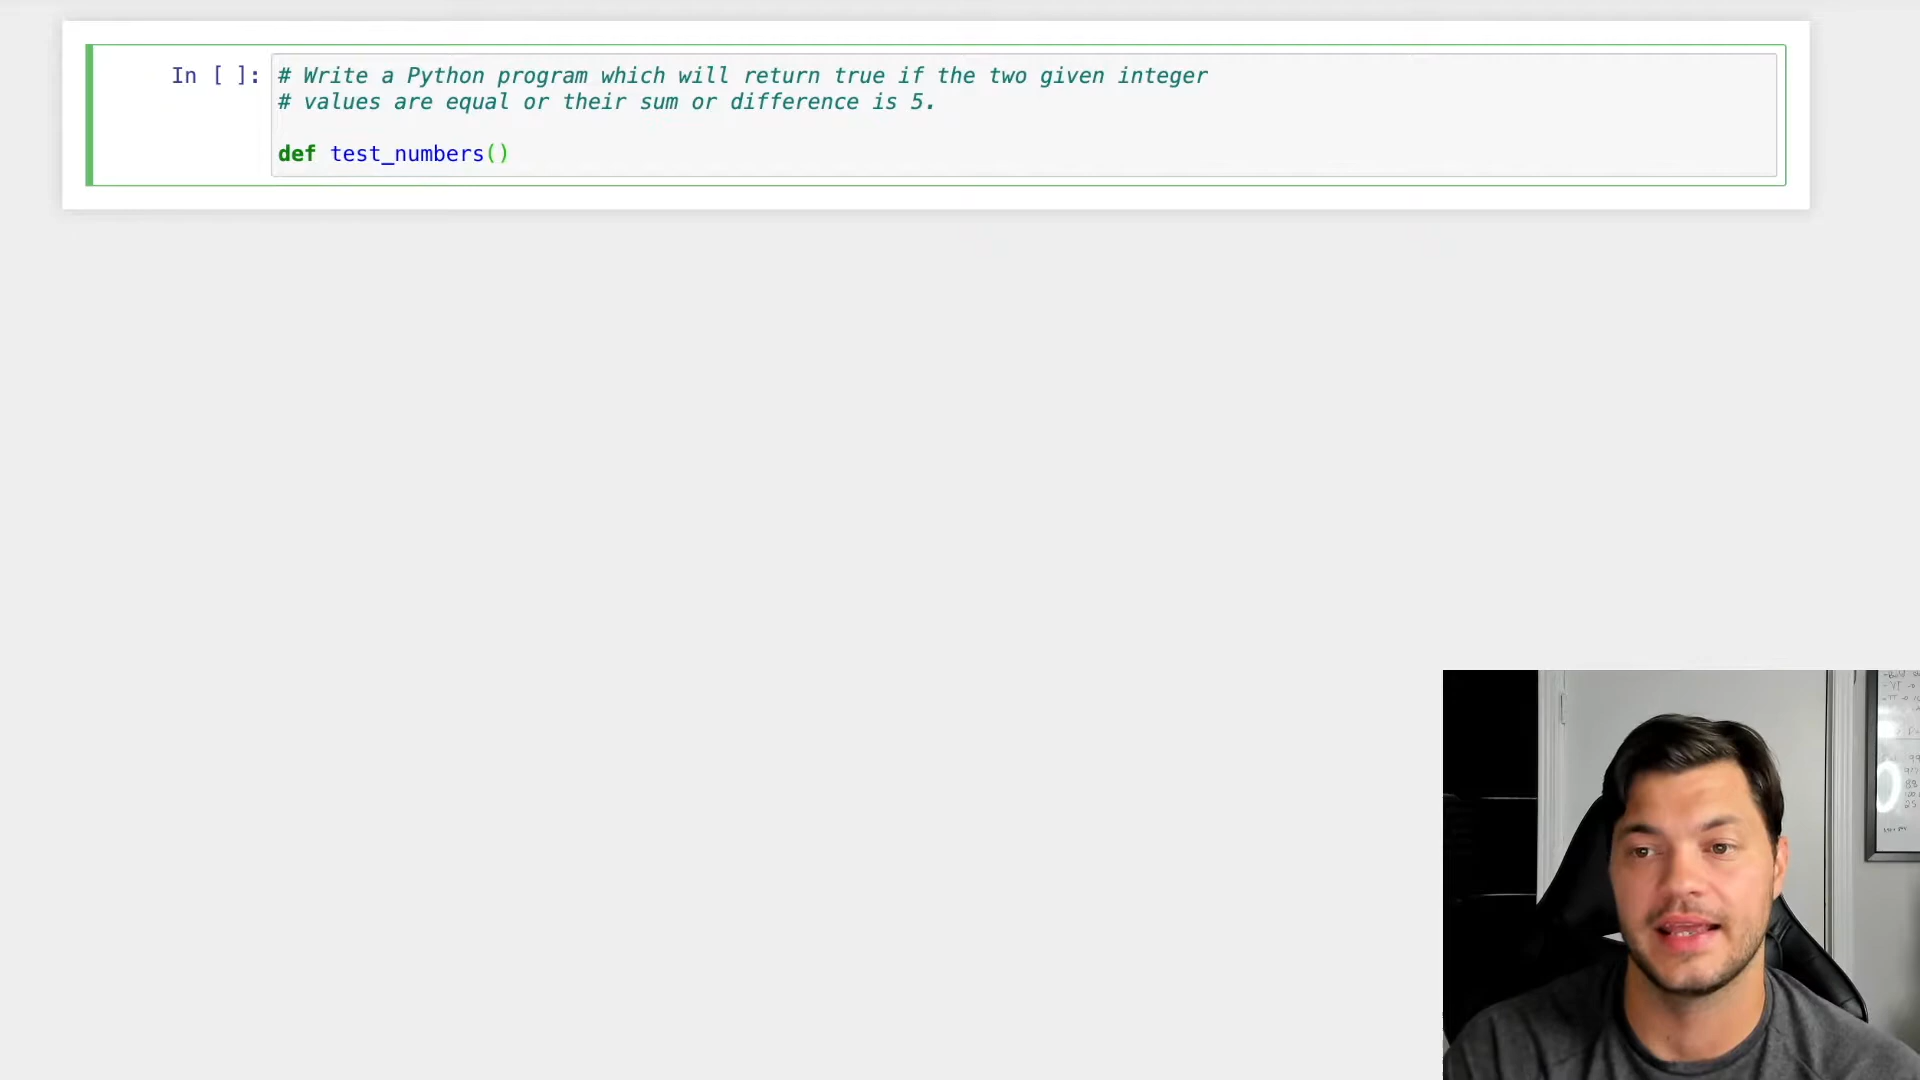 In [ ]: # Write a Python program which will return true if the two given integer
# values are equal or their sum or difference is 5.
def test_numbers()